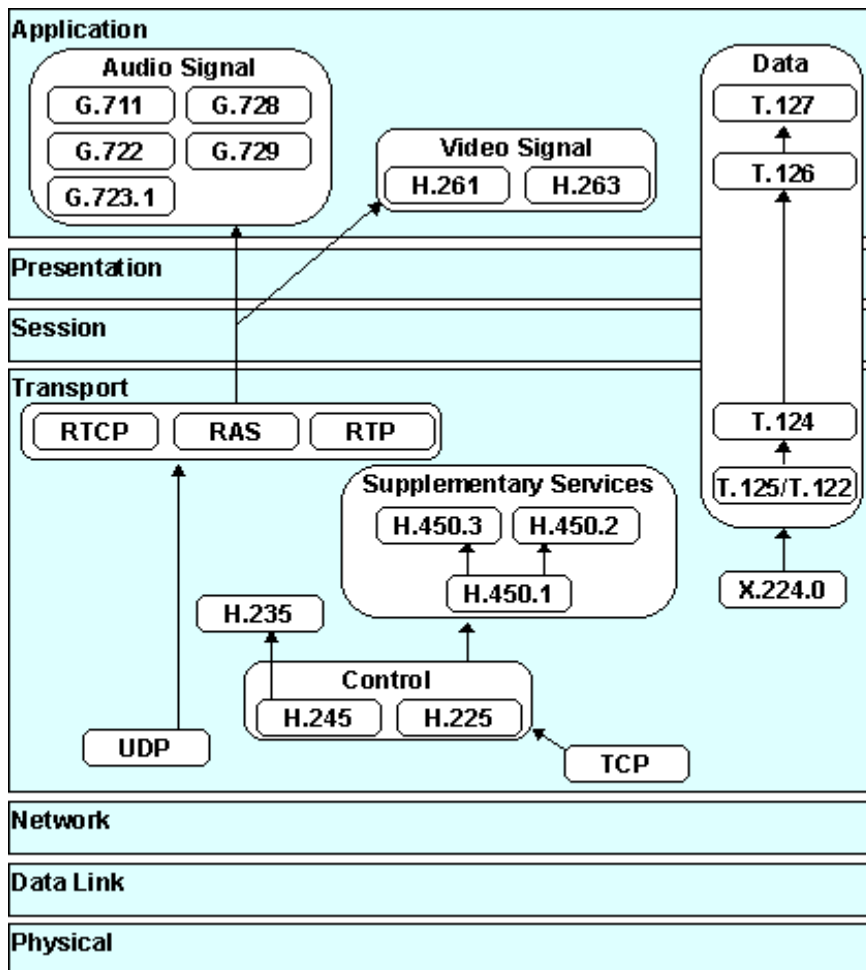 Application
Audio Signal
G.711 G.728
G.722 G.729
G.723.1
Video Signal
H.261 H.263
Data
T.127
T.126
Presentation
Session
Transport
RTCP RAS RTP
T.124
T.125/T.122
Supplementary Services
H.450.3 H.450.2
H.450.1
X.224.0
H.235
Control
H.245 H.225
UDP
TCP
Network
Data Link
Physical